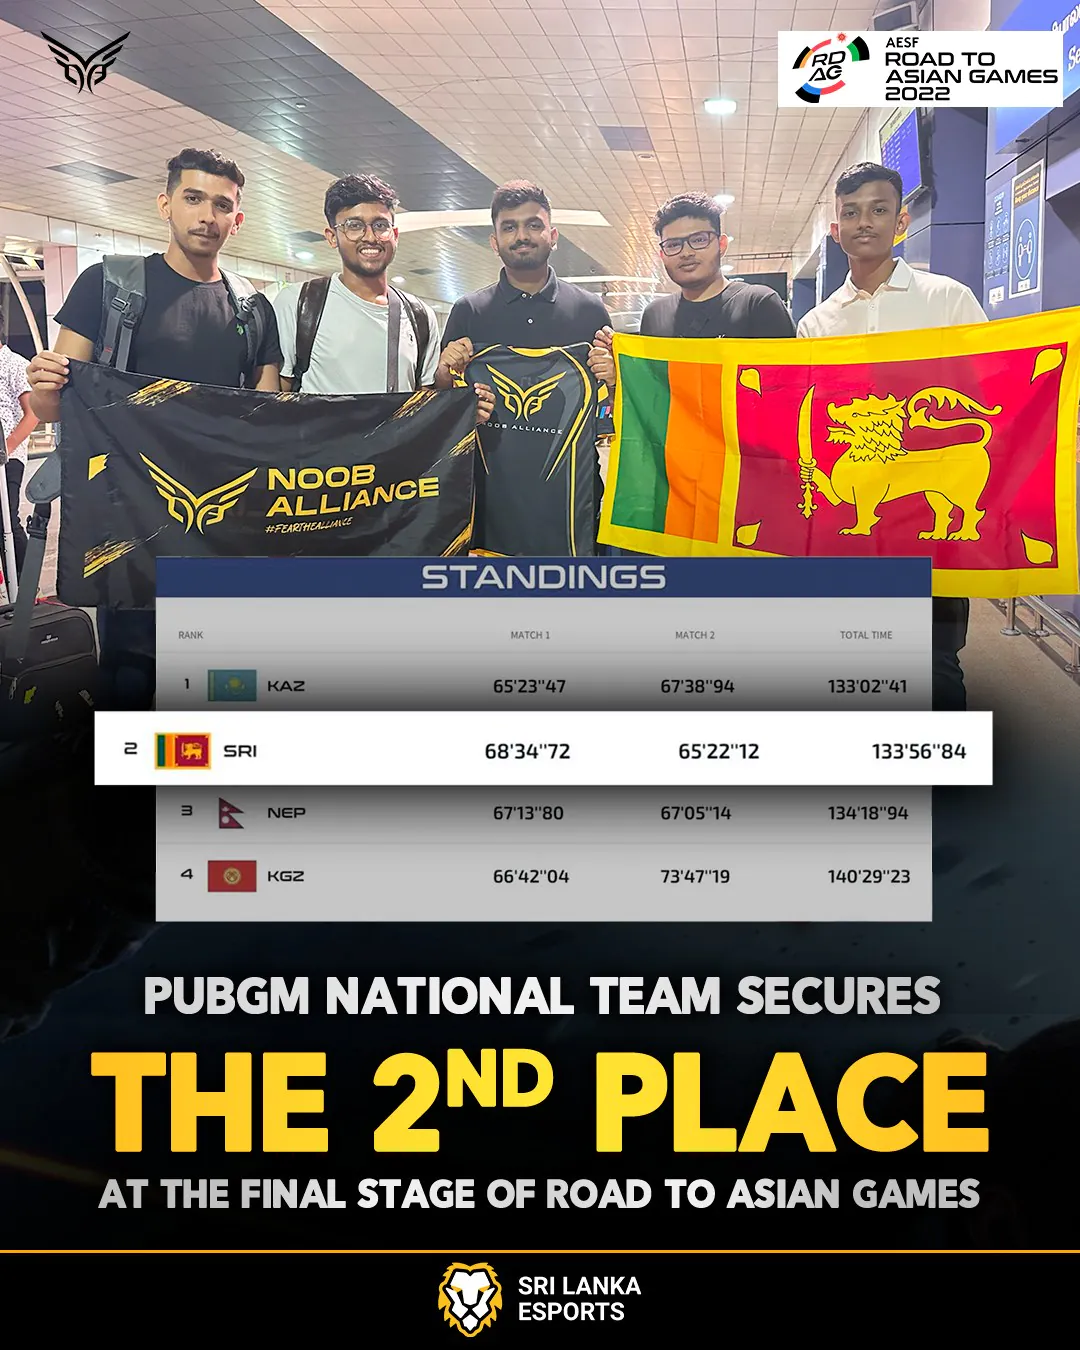 AESF
ROAD TO
ASIAN GAMES
2022
RD
AG
NOOB
ALLIANCE
#FEARTHEALLIANCE
NOOB ALLIANCE
STANDINGS
RANK MATCH 1 MATCH 2 TOTAL TIME
1 KAZ 65'23"47 67'38"94 133'02"41
2 SRI 68'34"72 65'22"12 133'56"84
3 NEP 67'13"80 67'05"14 134'18"94
4 KGZ 66'42"04 73'47"19 140'29"23
PUBGM NATIONAL TEAM SECURES
THE 2ND PLACE
AT THE FINAL STAGE OF ROAD TO ASIAN GAMES
SRI LANKA
ESPORTS